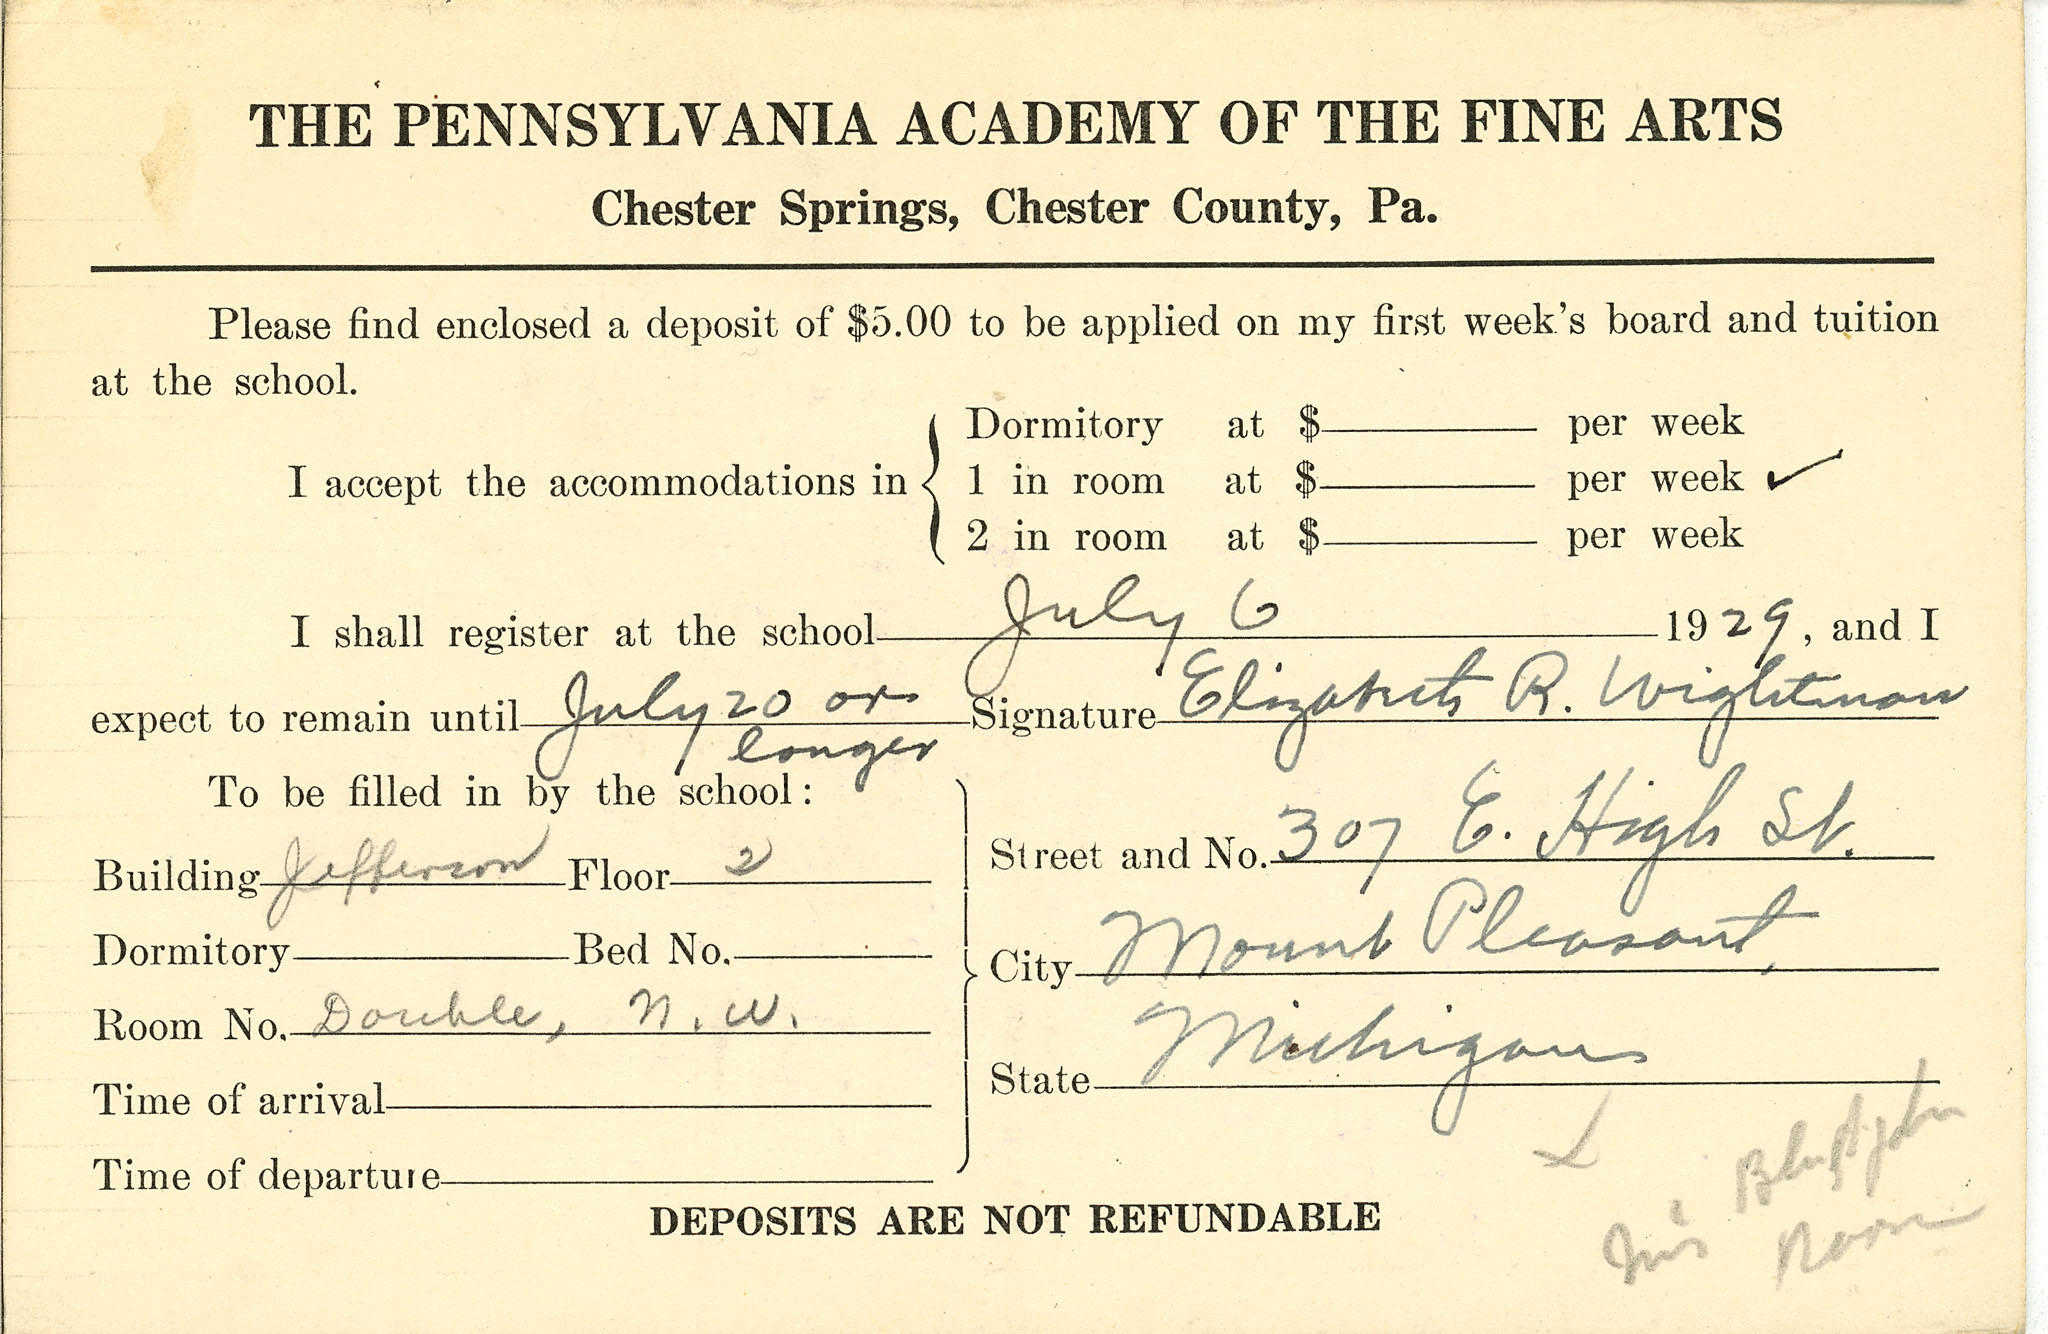 THE PENNSYLVANIA ACADEMY OF THE FINE ARTS
Chester Springs, Chester County, Pa.
Please find enclosed a deposit of $5.00 to be applied on my first week's board and tuition
at the school.
I accept the accommodations in
Dormitory at $ per week
1 in room at $ per week ✓
2 in room at $ per week
I shall register at the school July 6 1929, and I
expect to remain until July 20 or longer Signature Elizabeth R. Wightman
To be filled in by the school:
Building Jefferson Floor 2
Dormitory Bed No.
Room No. Double, N.W.
Time of arrival
Time of departure
Street and No. 307 E. High St.
City Mount Pleasant,
State Michigan
Room
DEPOSITS ARE NOT REFUNDABLE